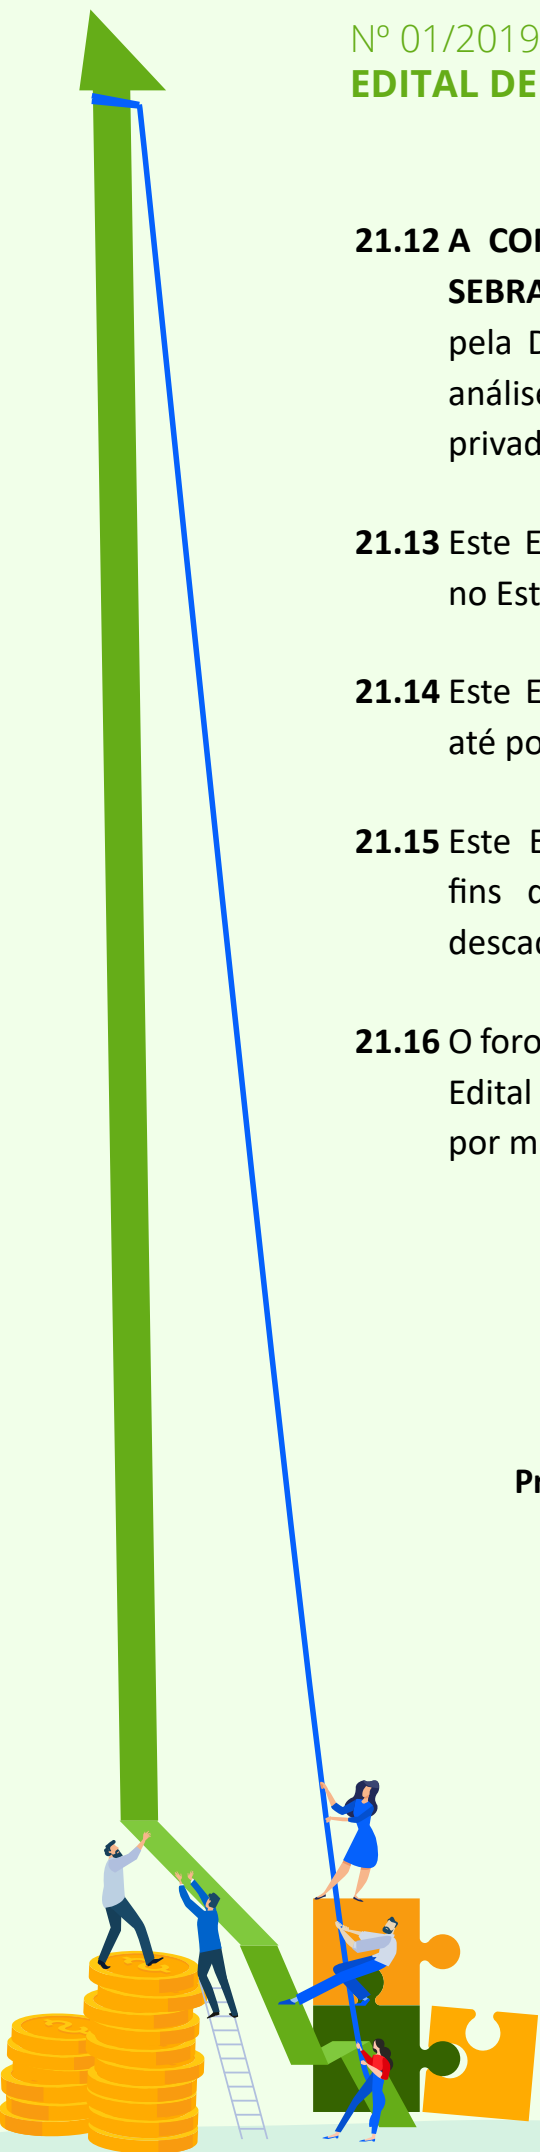 Nº 01/2019
EDITAL DE
21.12 A
SEBRA
pela
análise
privad
21.13 Este E
no Est
21.14 Este E
até po
21.15 Este E
fins
descad
21.16 O foro
Edital
por m
Pr